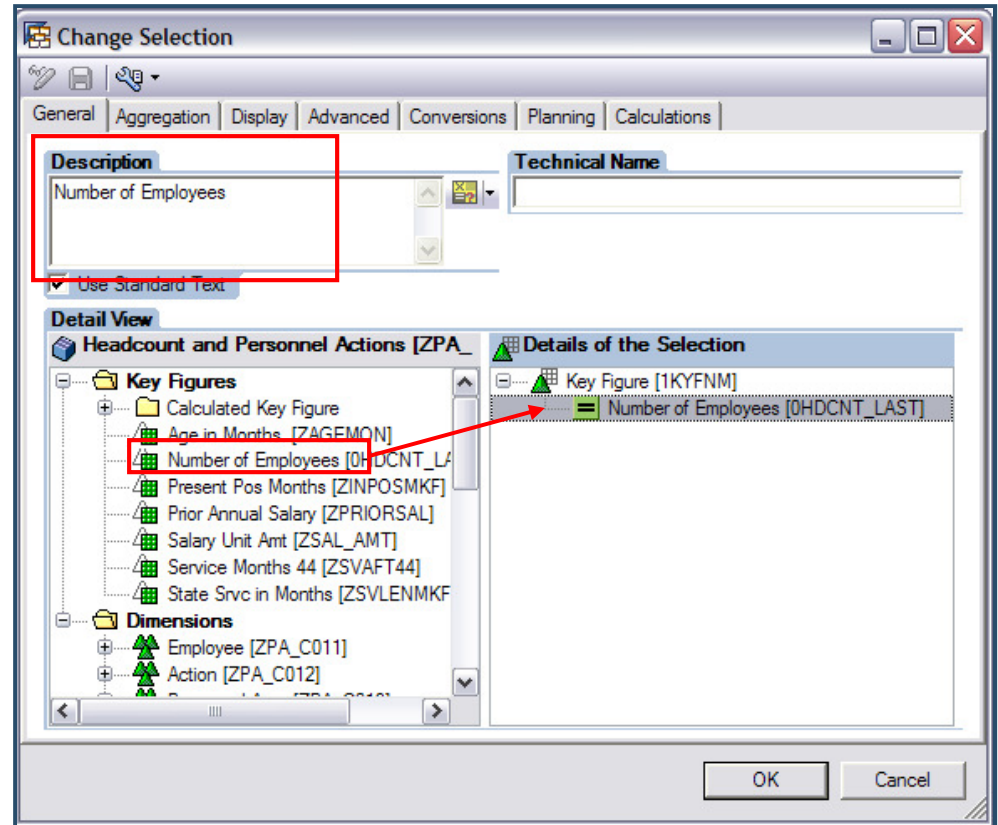 Change Selection
General Aggregation Display Advanced Conversions Planning Calculations
Description Technical Name
Number of Employees
Use Standard Text
Detail View
Headcount and Personnel Actions [ZPA_ Details of the Selection
Key Figures Key Figure [1KYFNM]
Calculated Key Figure Number of Employees [0HDCNT_LAST]
Age in Months [ZAGEMON]
Number of Employees [0HDCNT_LA
Present Pos Months [ZINPOSMKF]
Prior Annual Salary [ZPRIORSAL]
Salary Unit Amt [ZSAL_AMT]
Service Months 44 [ZSVAFT44]
State Srvc in Months [ZSVLENMKF
Dimensions
Employee [ZPA_C011]
Action [ZPA_C012]
OK Cancel